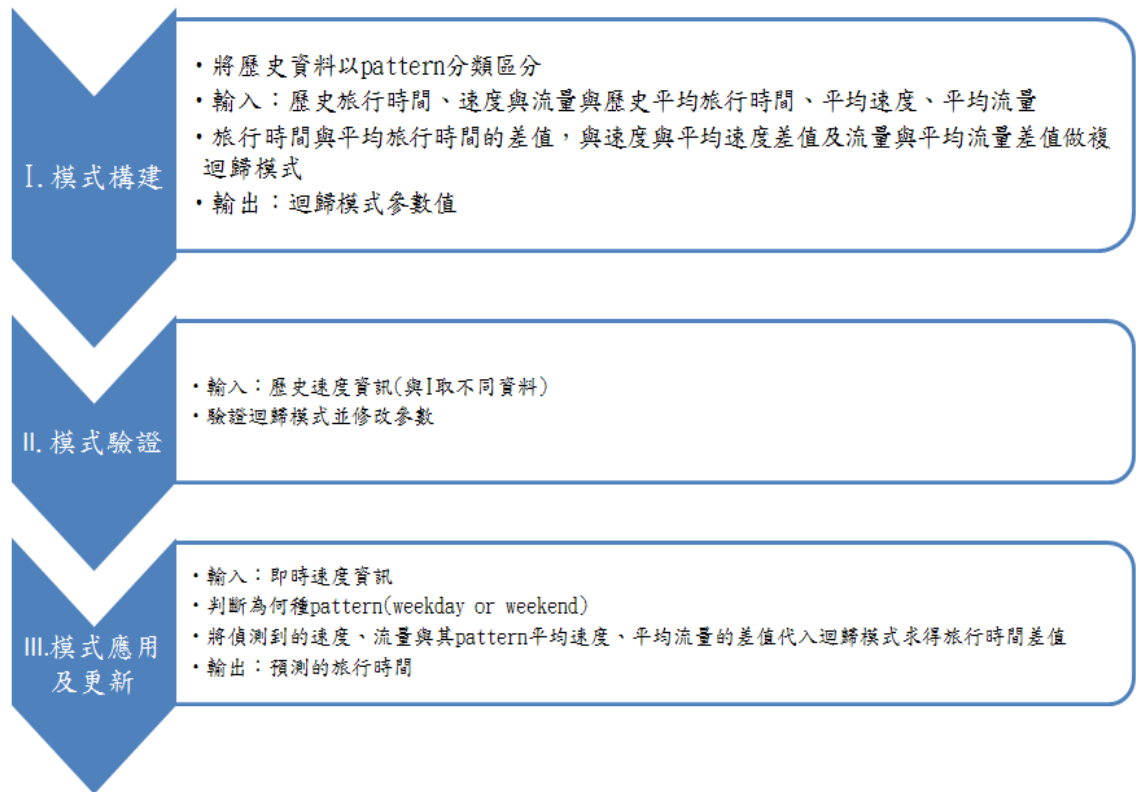 I.模式構建
・將歷史資料以pattern分類區分
・輸入：歷史旅行時間、速度與流量與歷史平均旅行時間、平均速度、平均流量
・旅行時間與平均旅行時間的差值，與速度與平均速度差值及流量與平均流量差值做複
迴歸模式
・輸出：迴歸模式參數值
II.模式驗證
・輸入：歷史速度資訊(與I取不同資料)
・驗證迴歸模式並修改參數
III.模式應用
及更新
・輸入：即時速度資訊
・判斷為何種pattern(weekday or weekend)
・將偵測到的速度、流量與其pattern平均速度、平均流量的差值代入迴歸模式求得旅行時間差值
・輸出：預測的旅行時間